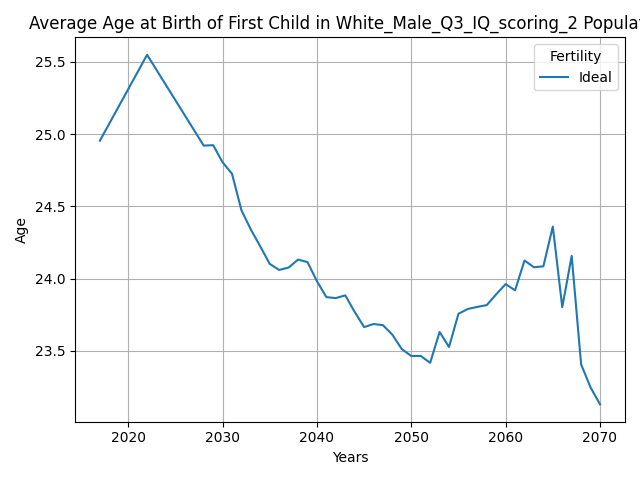 Average Age at Birth of First Child in White_Male_Q3_IQ_scoring_2 Populat
Fertility
Ideal
25.5
25.0
24.5
24.0
23.5
Age
2020 2030 2040 2050 2060 2070
Years